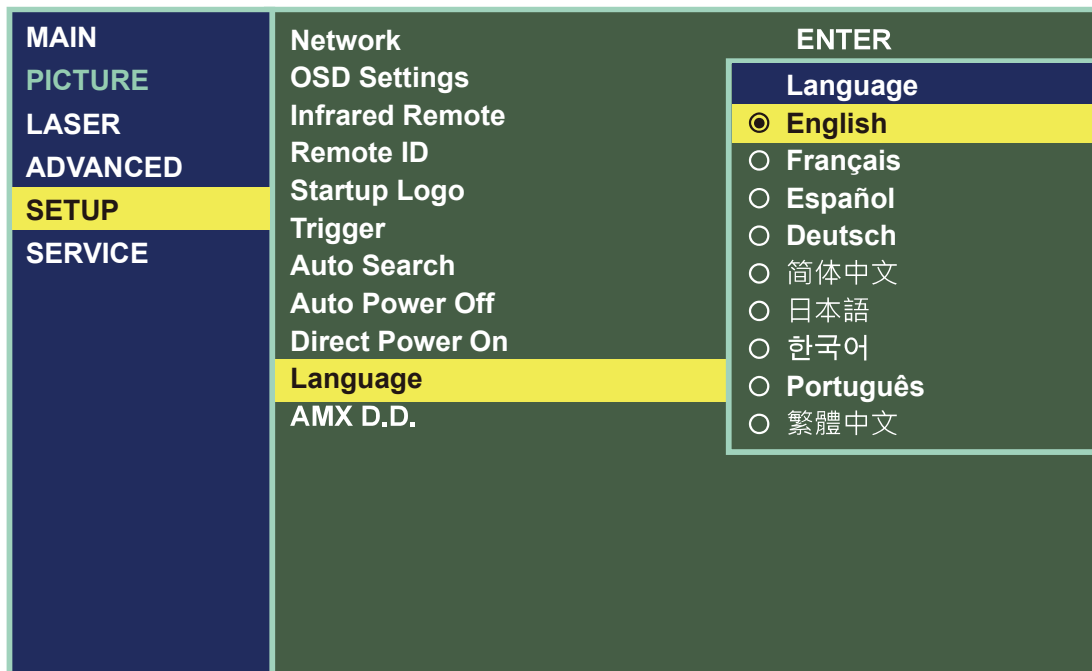 MAIN
PICTURE
LASER
ADVANCED
SETUP
SERVICE
Network
OSD Settings
Infrared Remote
Remote ID
Startup Logo
Trigger
Auto Search
Auto Power Off
Direct Power On
Language
AMX D.D.
ENTER
Language
English
Français
Español
Deutsch
简体中文
日本語
한국어
Português
繁體中文